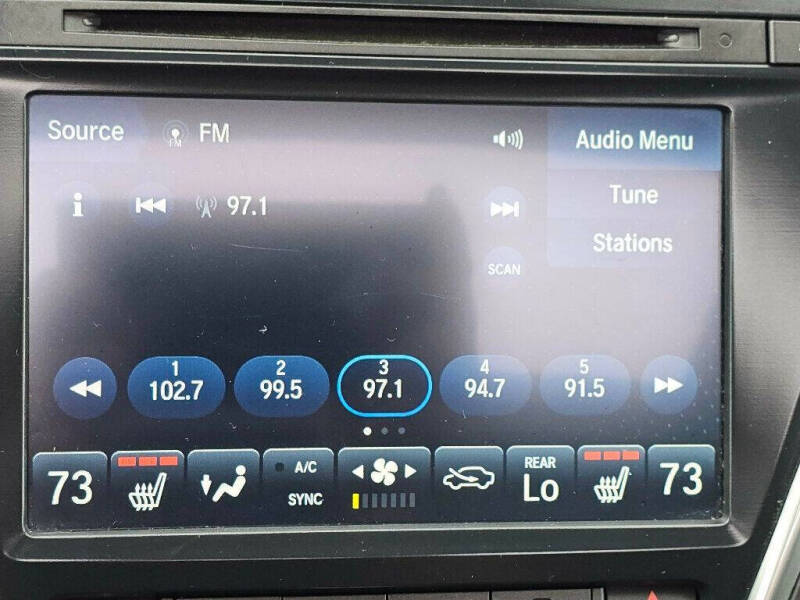 Source
FM
FM
Audio Menu
i
97.1
Tune
Stations
SCAN
1
102.7
2
99.5
3
97.1
4
94.7
5
91.5
73
A/C
SYNC
REAR
Lo
73